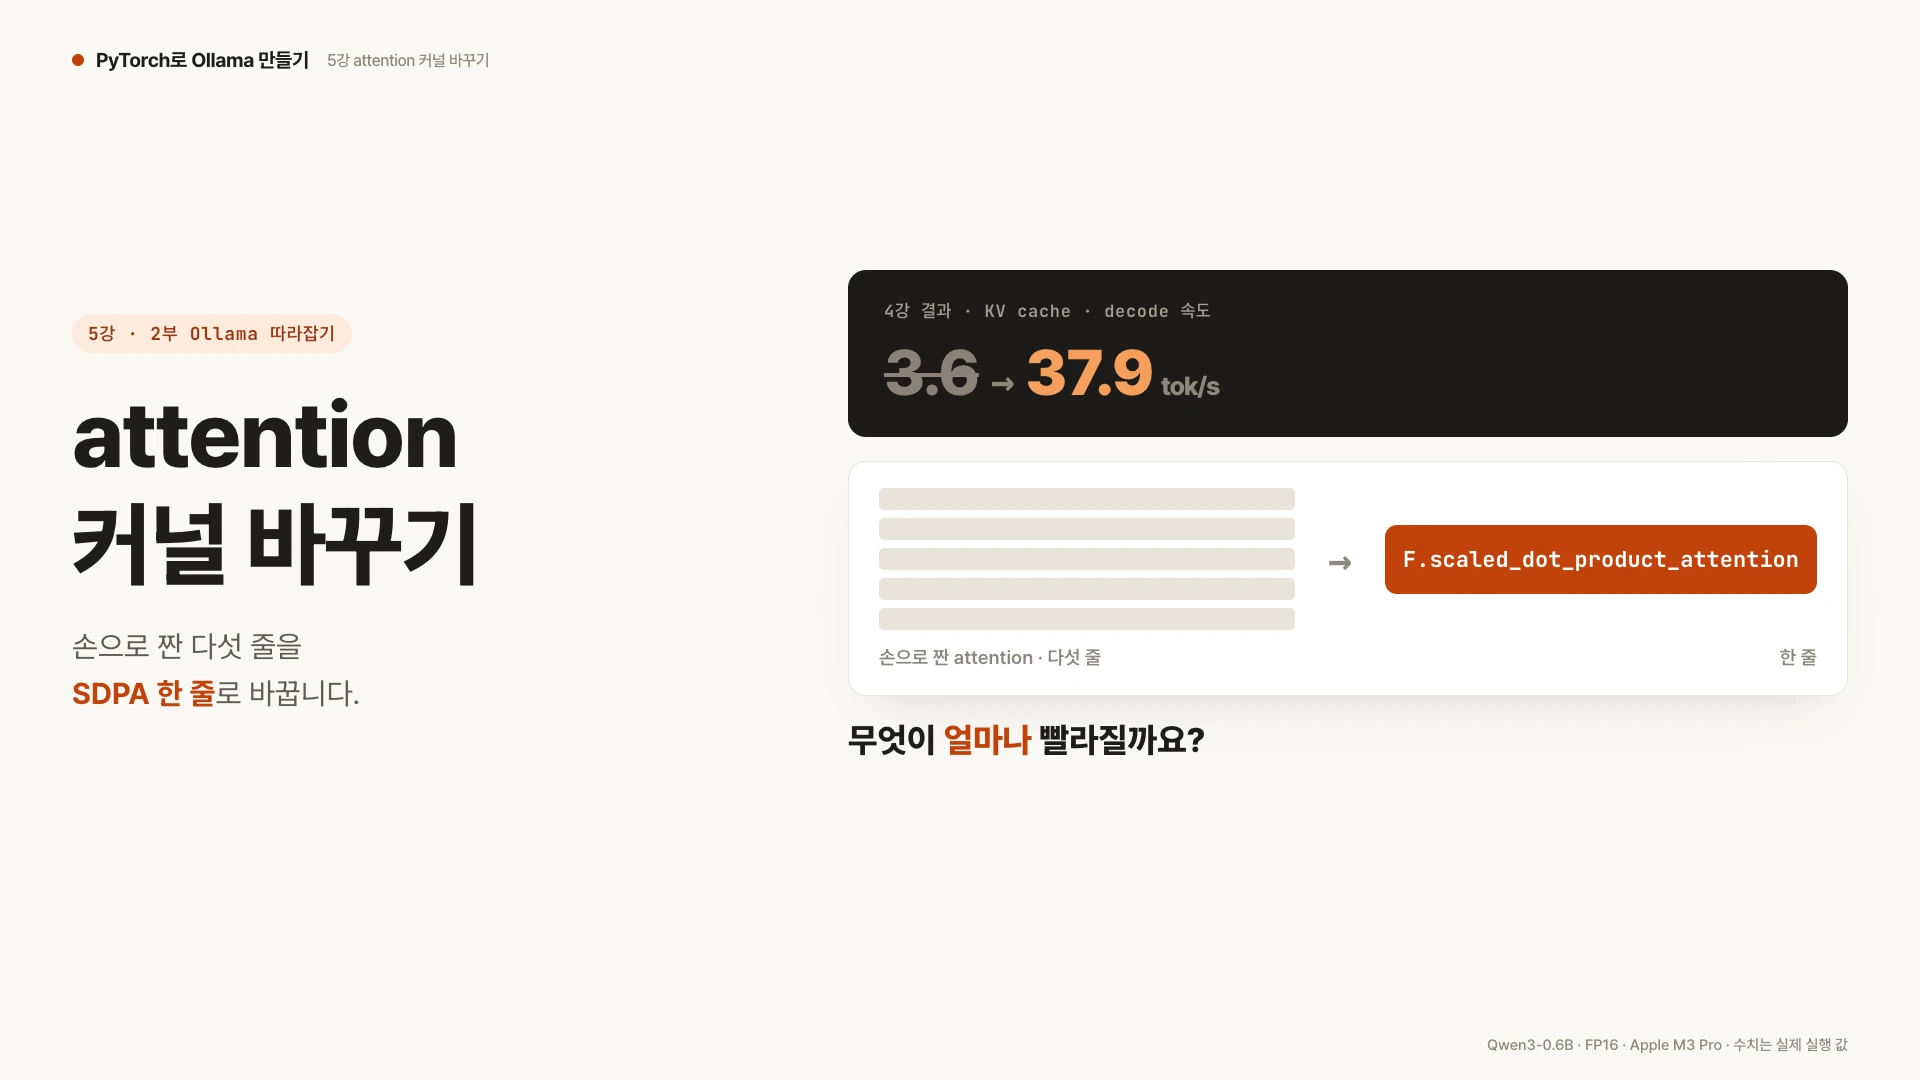 PyTorch로 Ollama 만들기 5강 attention 커널 바꾸기
5강 · 2부 Ollama 따라잡기
attention
커널 바꾸기
손으로 짠 다섯 줄을
SDPA 한 줄로 바꿉니다.
4강 결과 · KV cache · decode 속도
3.6 → 37.9 tok/s
→ F.scaled_dot_product_attention
손으로 짠 attention · 다섯 줄 한 줄
무엇이 얼마나 빨라질까요?
Qwen3-0.6B · FP16 · Apple M3 Pro · 수치는 실제 실행 값